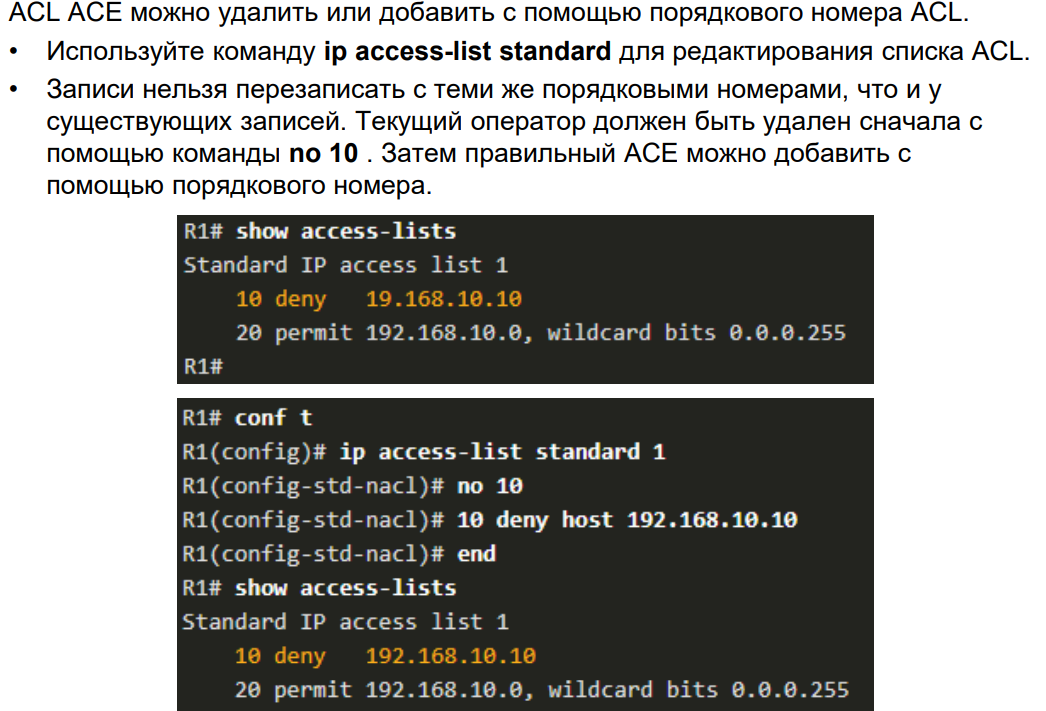 ACL ACE можно удалить или добавить с помощью порядкового номера ACL.
• Используйте команду ip access-list standard для редактирования списка ACL.
• Записи нельзя перезаписать с теми же порядковыми номерами, что и у
существующих записей. Текущий оператор должен быть удален сначала с
помощью команды no 10 . Затем правильный ACE можно добавить с
помощью порядкового номера.
R1# show access-lists
Standard IP access list 1
    10 deny   19.168.10.10
    20 permit 192.168.10.0, wildcard bits 0.0.0.255
R1#
R1# conf t
R1(config)# ip access-list standard 1
R1(config-std-nacl)# no 10
R1(config-std-nacl)# 10 deny host 192.168.10.10
R1(config-std-nacl)# end
R1# show access-lists
Standard IP access list 1
    10 deny   192.168.10.10
    20 permit 192.168.10.0, wildcard bits 0.0.0.255